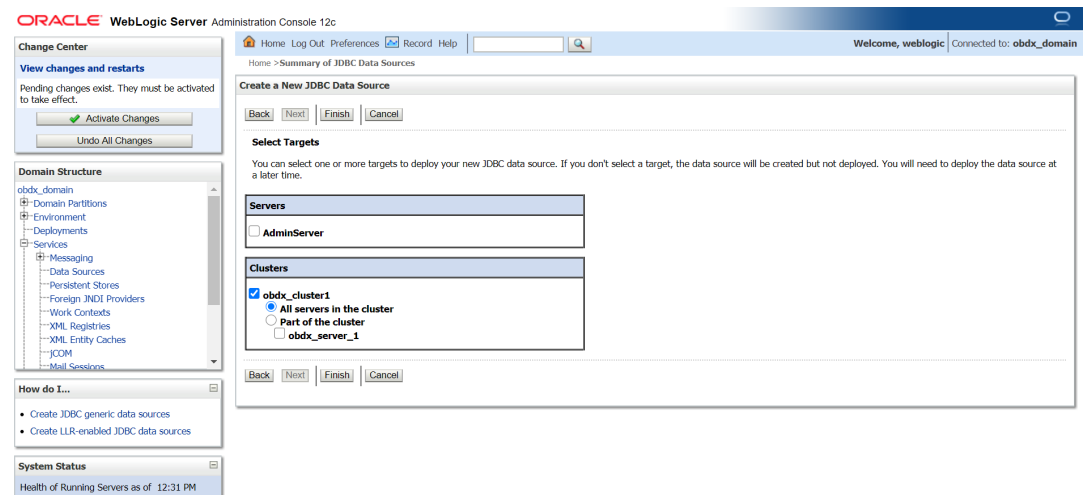 ORACLE WebLogic Server Administration Console 12c
Change Center
View changes and restarts
Pending changes exist. They must be activated
to take effect.
Activate Changes
Undo All Changes
Domain Structure
obdx_domain
Domain Partitions
Environment
Deployments
Services
Messaging
Data Sources
Persistent Stores
Foreign JNDI Providers
Work Contexts
XML Registries
XML Entity Caches
jCOM
Mail Sessions
How do I...
Create JDBC generic data sources
Create LLR-enabled JDBC data sources
System Status
Health of Running Servers as of 12:31 PM
Home Log Out Preferences Record Help
Welcome, weblogic Connected to: obdx_domain
Home >Summary of JDBC Data Sources
Create a New JDBC Data Source
Back Next Finish Cancel
Select Targets
You can select one or more targets to deploy your new JDBC data source. If you don't select a target, the data source will be created but not deployed. You will need to deploy the data source at
a later time.
Servers
AdminServer
Clusters
obdx_cluster1
All servers in the cluster
Part of the cluster
obdx_server_1
Back Next Finish Cancel